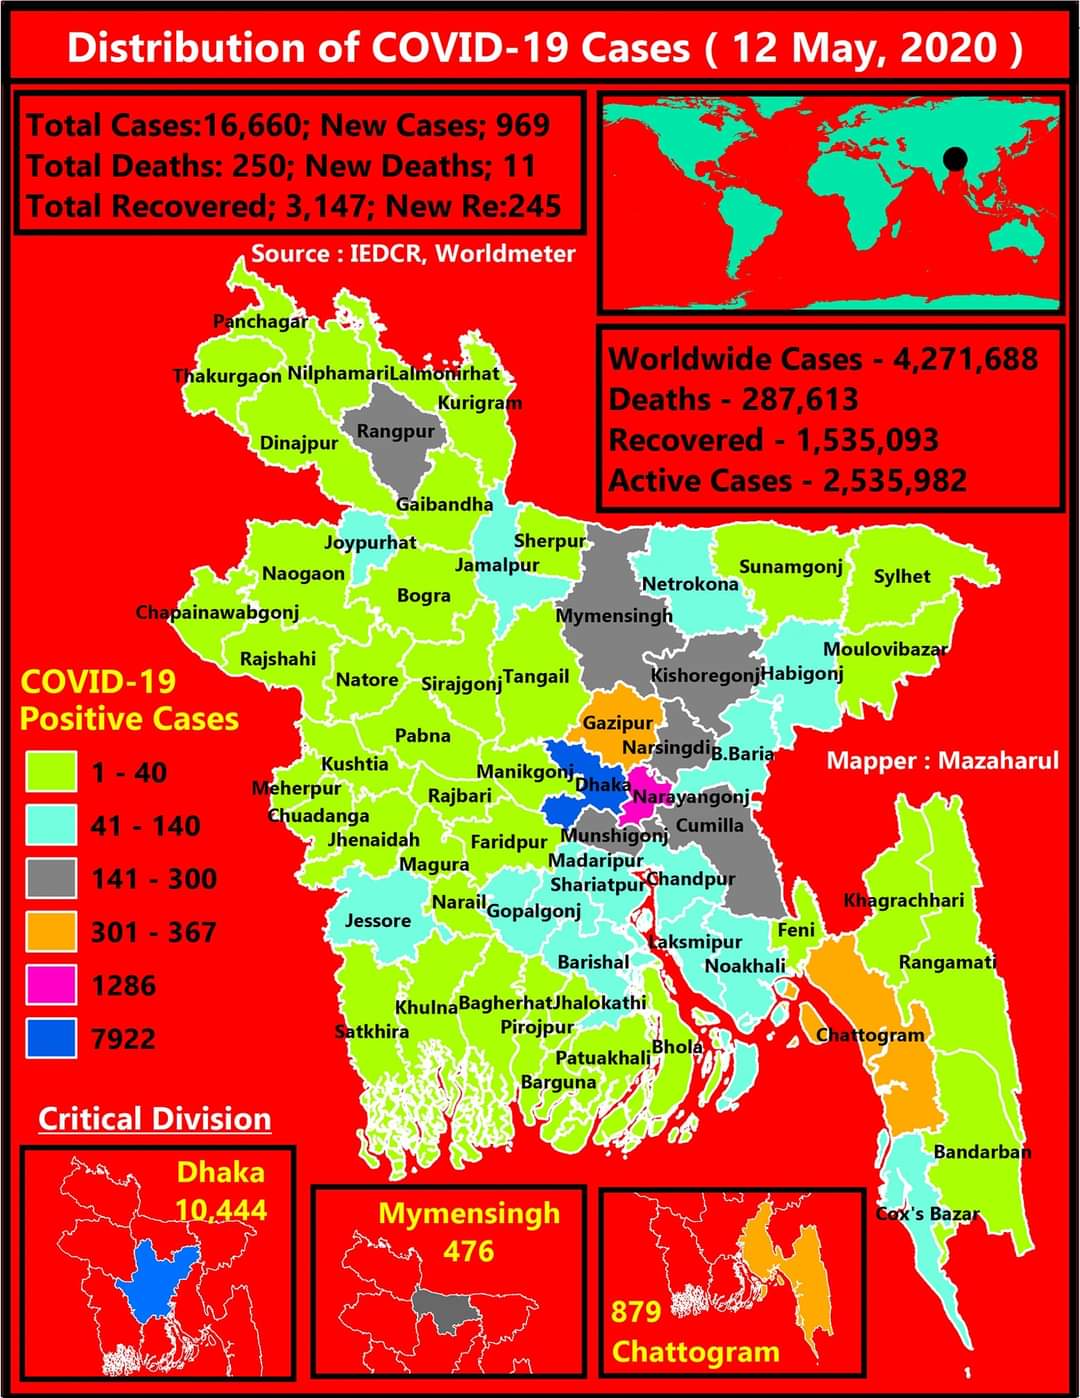 Distribution of COVID-19 Cases ( 12 May, 2020 )
Total Cases:16,660; New Cases; 969
Total Deaths: 250; New Deaths; 11
Total Recovered; 3,147; New Re:245
Source : IEDCR, Worldmeter
Worldwide Cases - 4,271,688
Deaths - 287,613
Recovered - 1,535,093
Active Cases - 2,535,982
Panchagar
Thakurgaon
Nilphamari
Lalmonirhat
Kurigram
Rangpur
Dinajpur
Gaibandha
Joypurhat
Sherpur
Jamalpur
Naogaon
Bogra
Netrokona
Sunamgonj
Sylhet
Chapainawabgonj
Mymensingh
Rajshahi
Natore
Sirajgonj
Tangail
Kishoregonj
Habigonj
Moulovibazar
Pabna
Gazipur
Narsingdi
B.Baria
Mapper : Mazaharul
COVID-19
Positive Cases
1 - 40
41 - 140
141 - 300
301 - 367
1286
7922
Kushtia
Manikgonj
Dhaka
Narayangonj
Meherpur
Rajbari
Chuadanga
Jhenaidah
Faridpur
Munshigonj
Cumilla
Magura
Madaripur
Shariatpur
Chandpur
Jessore
Narail
Gopalgonj
Khagrachhari
Feni
Laksmipur
Noakhali
Barishal
Rangamati
Khulna
Bagherhat
Jhalokathi
Satkhira
Pirojpur
Chattogram
Patuakhali
Bhola
Barguna
Bandarban
Cox's Bazar
Critical Division
Dhaka
10,444
Mymensingh
476
879
Chattogram